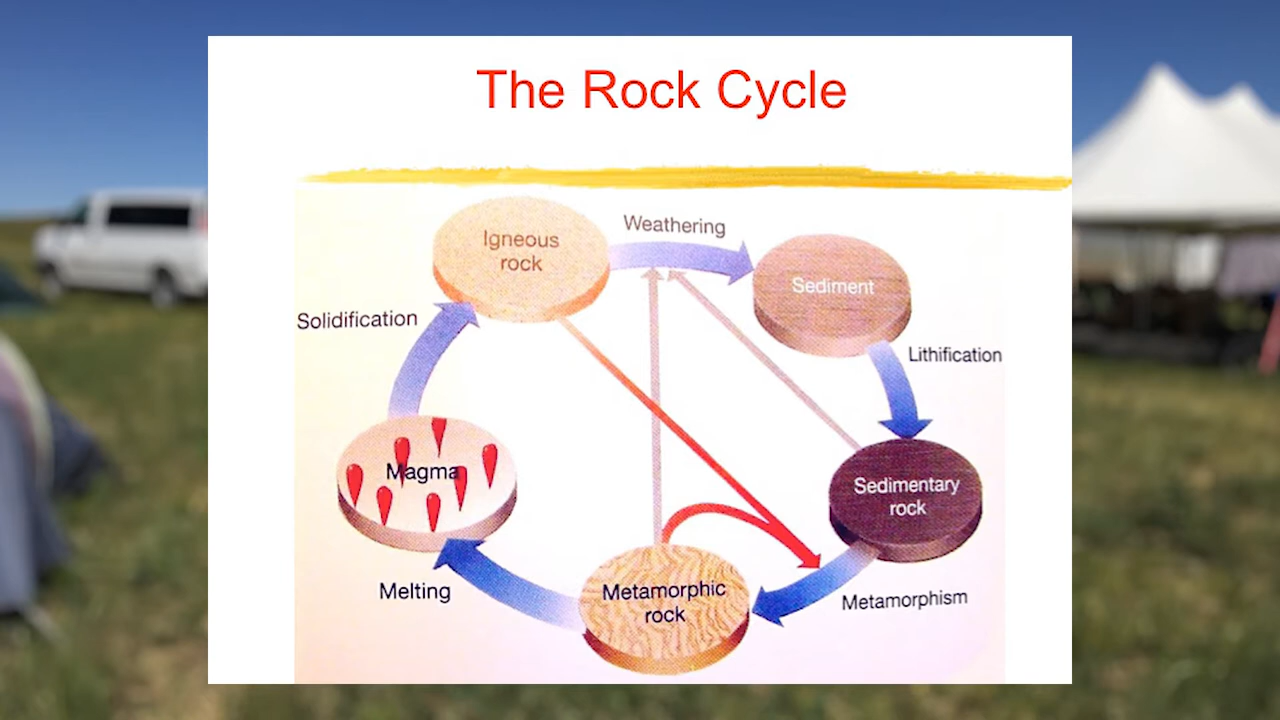 The Rock Cycle
Weathering
Igneous
rock
Sediment
Solidification
Lithification
Magma
Sedimentary
rock
Melting
Metamorphic
rock
Metamorphism